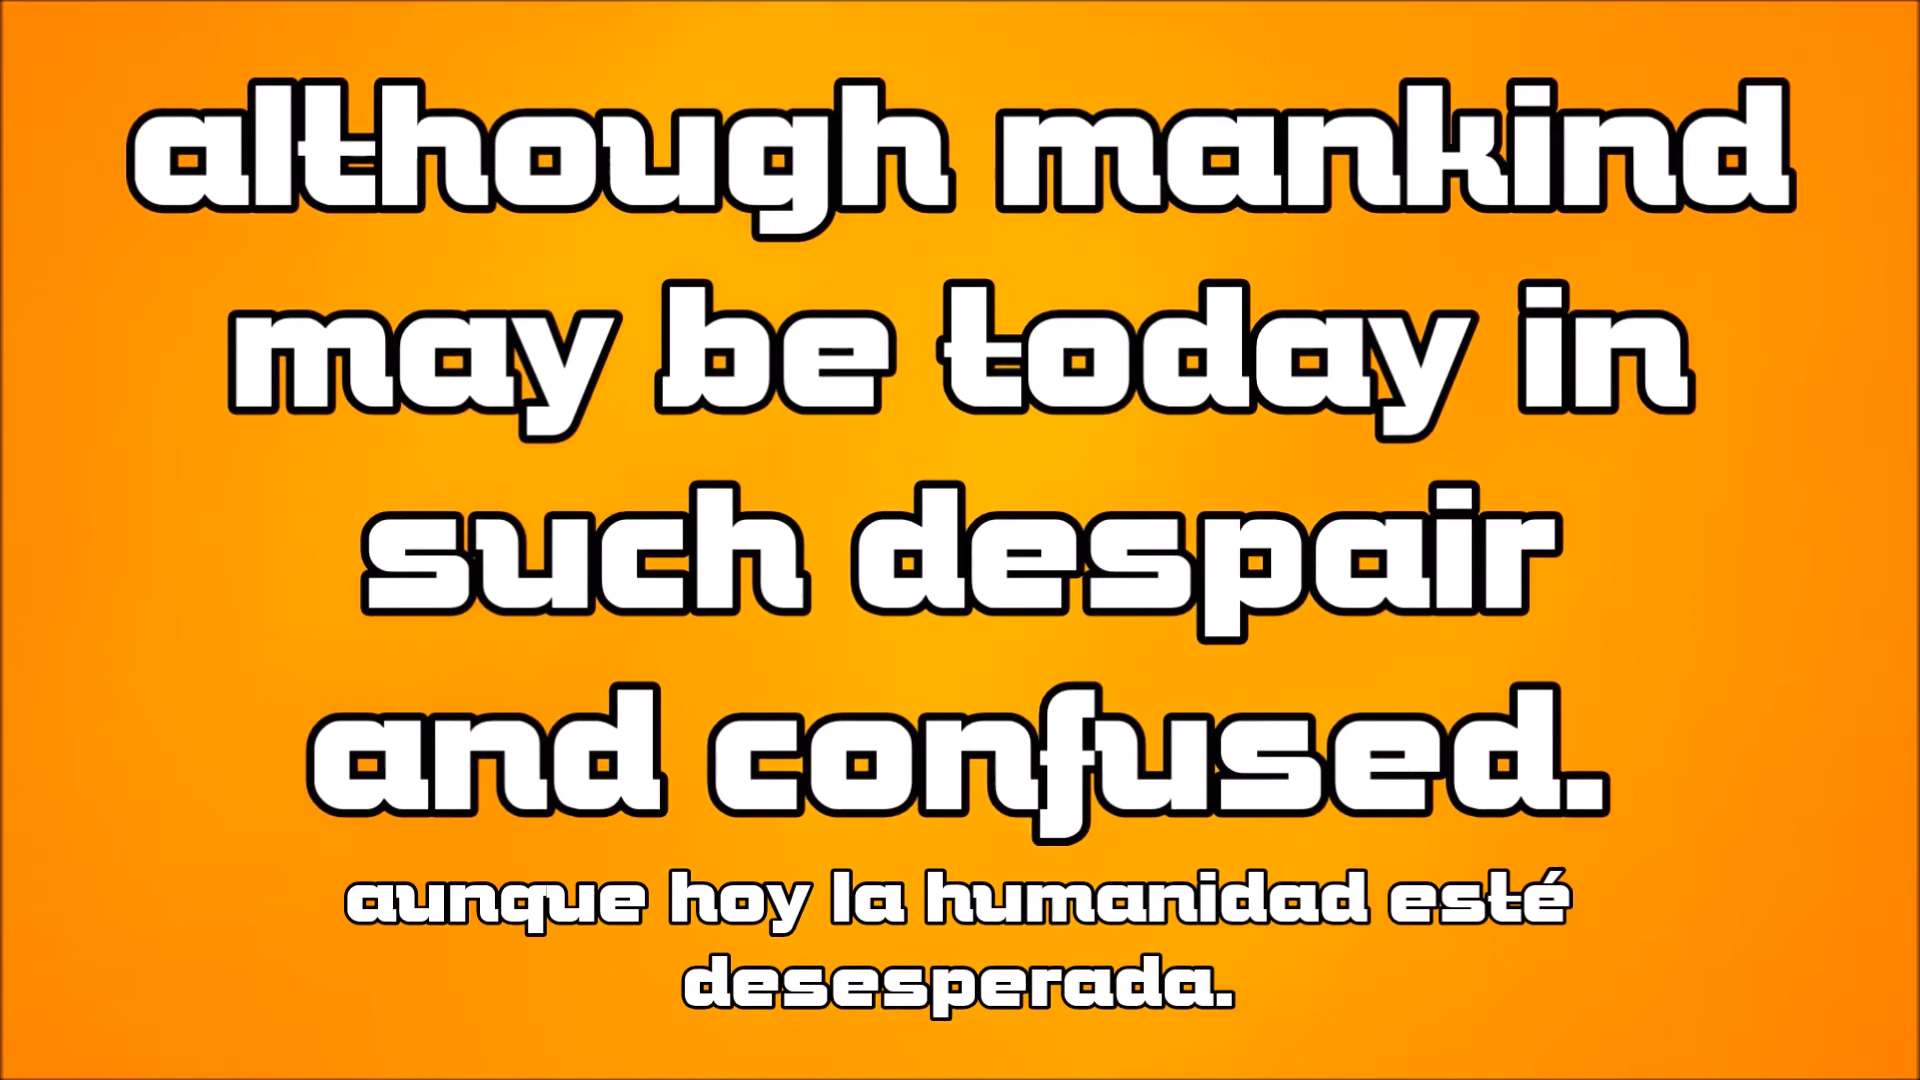 although mankind
may be today in
such despair
and confused.
aunque hoy la humanidad esté
desesperada.